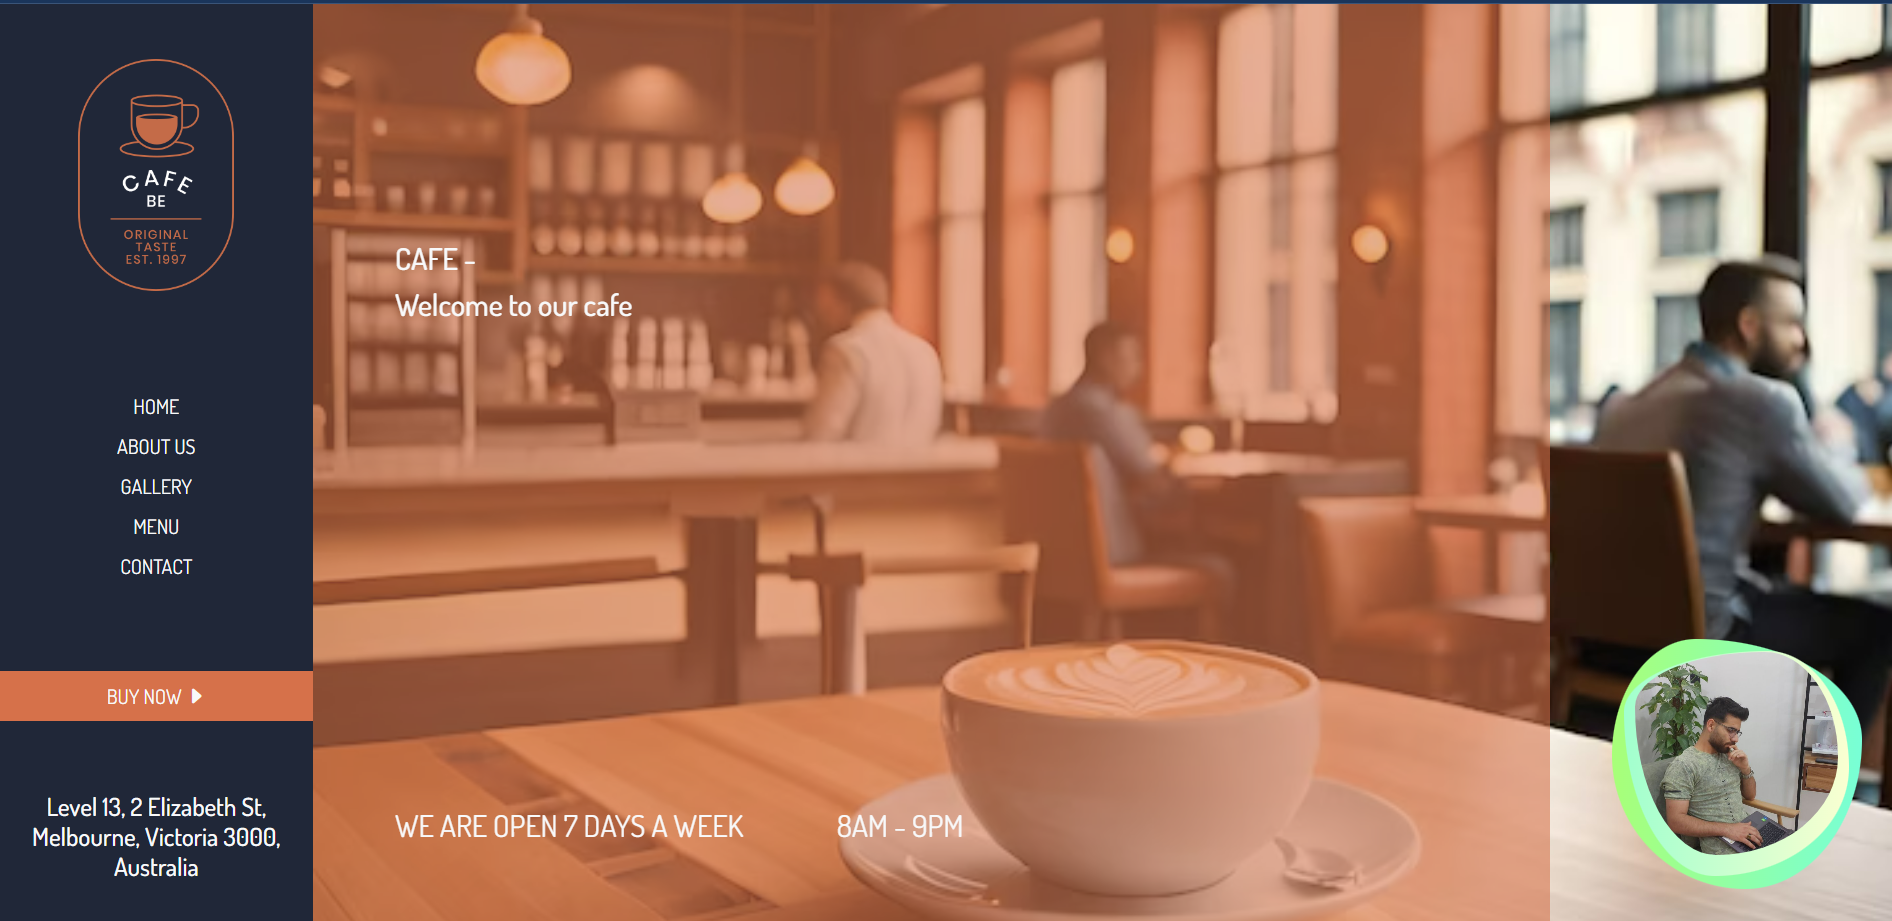 CAFE
BE
ORIGINAL
TASTE
EST. 1997
HOME
ABOUT US
GALLERY
MENU
CONTACT
BUY NOW
Level 13, 2 Elizabeth St,
Melbourne, Victoria 3000,
Australia
CAFE –
Welcome to our cafe
WE ARE OPEN 7 DAYS A WEEK
8AM – 9PM